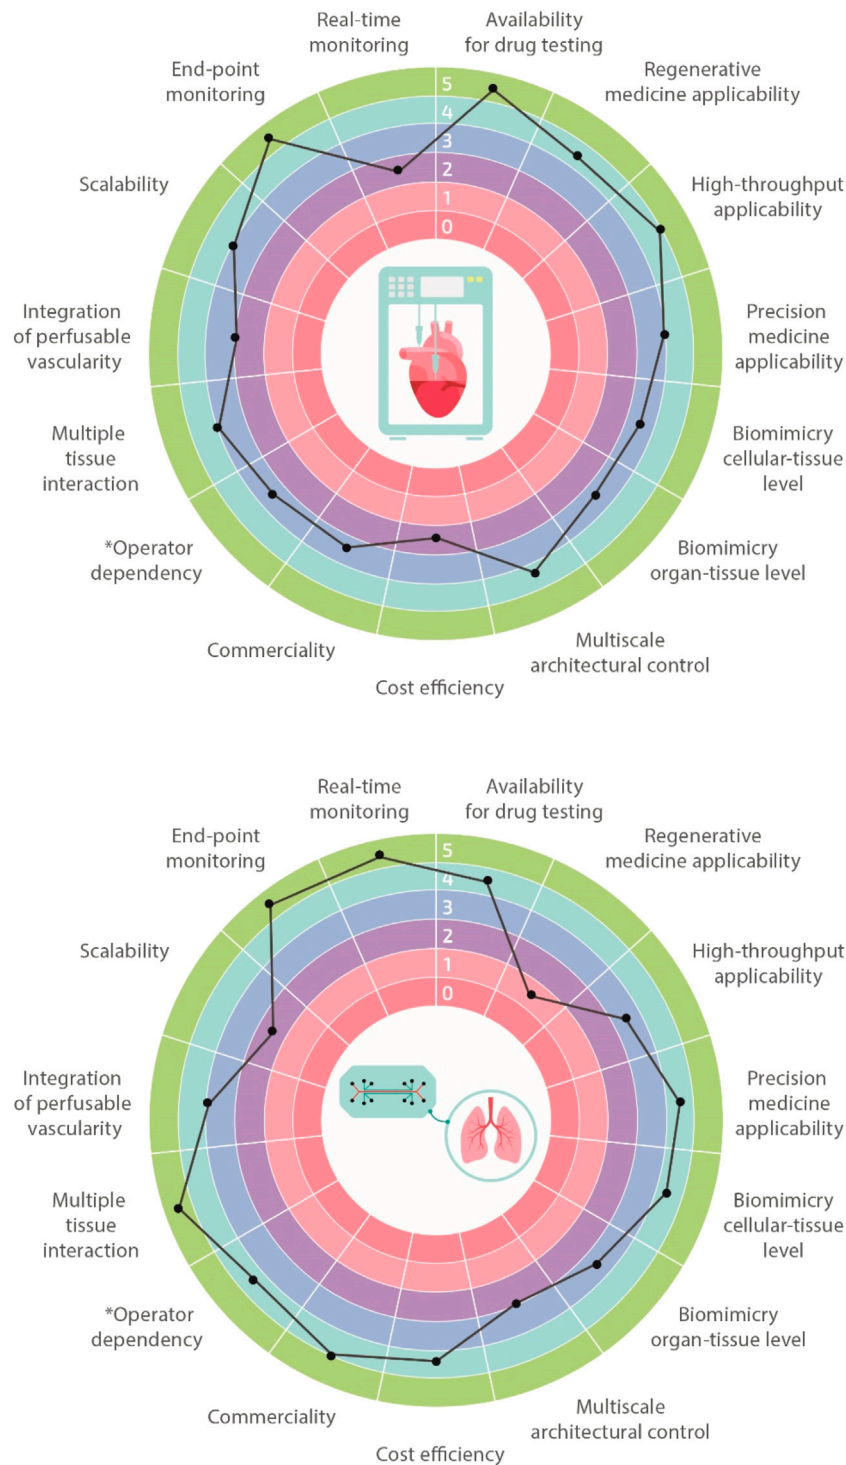 Real-time
monitoring
Availability
for drug testing
End-point
monitoring
Regenerative
medicine applicability
Scalability
High-throughput
applicability
Integration
of perfusable
vascularity
Precision
medicine
applicability
Multiple
tissue
interaction
Biomimicry
cellular-tissue
level
*Operator
dependency
Biomimicry
organ-tissue level
Commerciality
Multiscale
architectural control
Cost efficiency
5
4
3
2
1
0
Real-time
monitoring
Availability
for drug testing
End-point
monitoring
Regenerative
medicine applicability
Scalability
High-throughput
applicability
Integration
of perfusable
vascularity
Precision
medicine
applicability
Multiple
tissue
interaction
Biomimicry
cellular-tissue
level
*Operator
dependency
Biomimicry
organ-tissue level
Commerciality
Multiscale
architectural control
Cost efficiency
5
4
3
2
1
0